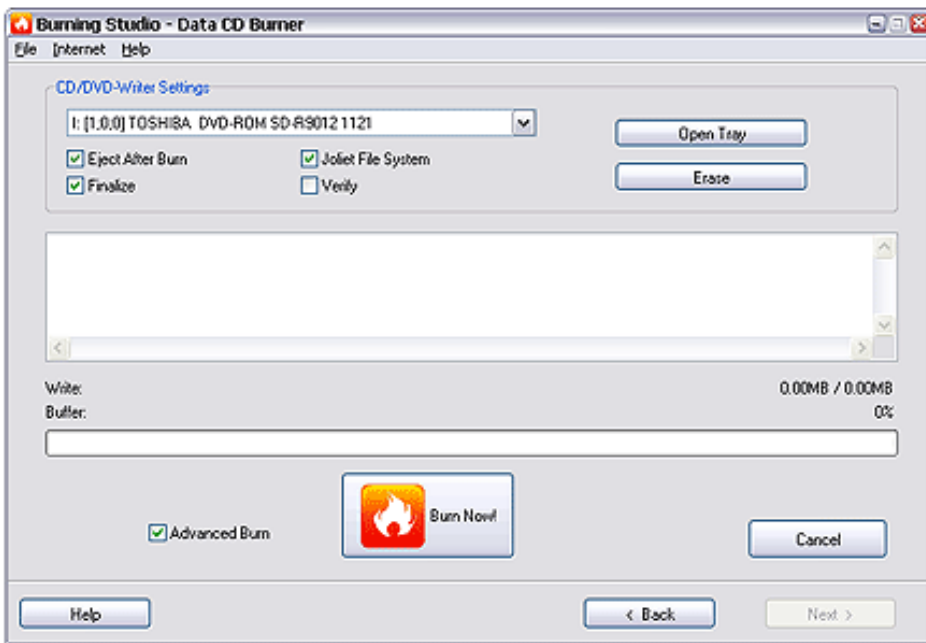 Burning Studio - Data CD Burner
File Internet Help
CD/DVD-Writer Settings
I: [1,0,0] TOSHIBA DVD-ROM SD-R9012 1121
Open Tray
Eject After Burn
Joliet File System
Finalize
Verify
Erase
Write:
0.00MB / 0.00MB
Buffer:
0%
Advanced Burn
Burn Now!
Cancel
Help
< Back
Next >